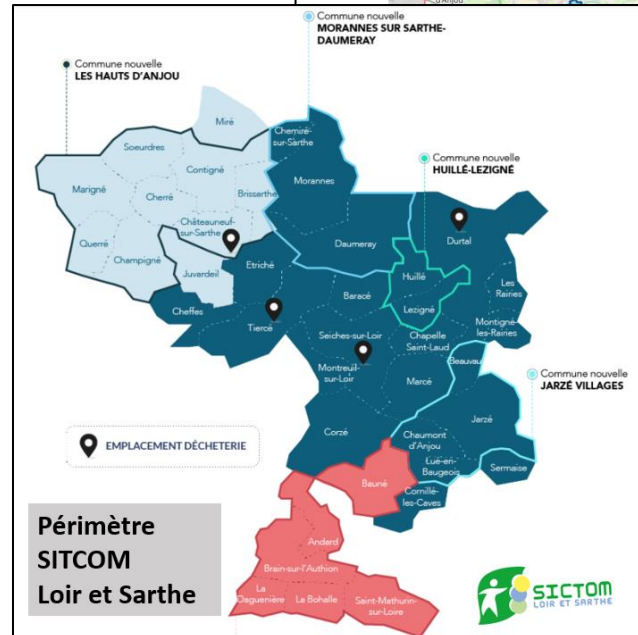 d'Anjou
Commune nouvelle
MORANNES SUR SARTHE-
DAUMERAY
Commune nouvelle
LES HAUTS D'ANJOU
Miré
Chemiré-
sur-Sarthe
Soeurdres
Contigné
Morannes
Commune nouvelle
HUILLÉ-LEZIGNÉ
Marigné
Cherré
Brissarthe
Châteauneuf-
sur-Sarthe
Daumeray
Durtal
Querré
Champigné
Juvardeil
Etriché
Huillé
Baracé
Les
Rairies
Cheffes
Lezigné
Tiercé
Montigné-
les-Rairies
Seiches-sur-Loir
Chapelle
Saint-Laud
Beauvau
Montreuil-
sur-Loir
Marcé
Commune nouvelle
JARZÉ VILLAGES
Jarzé
Corzé
Chaumont
d'Anjou
EMPLACEMENT DÉCHETERIE
Lué-en-
Baugeois
Sermaise
Bauné
Cornillé-
les-Caves
Périmètre
SITCOM
Loir et Sarthe
Andard
Brain-sur-l'Authion
La
Daguenière
La Bohalle
Saint-Mathurin-
sur-Loire
SICTOM
LOIR ET SARTHE